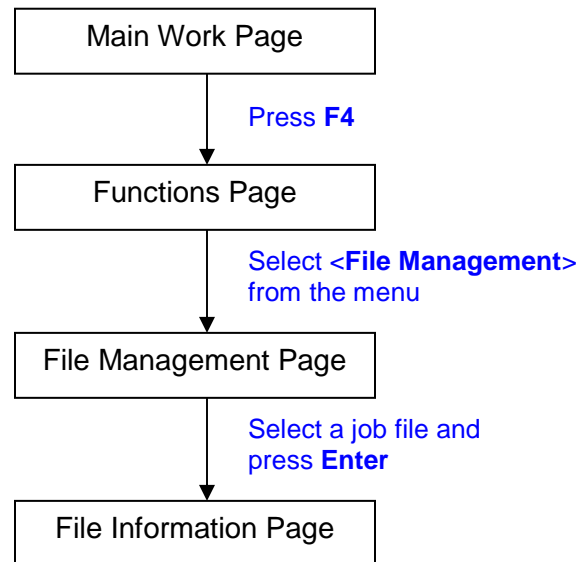 Main Work Page
Press F4
Functions Page
Select <File Management>
from the menu
File Management Page
Select a job file and
press Enter
File Information Page